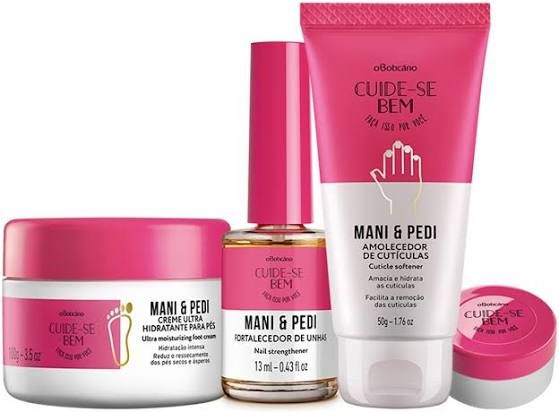 oBoticário
CUIDE-SE
BEM
FAÇA ISSO POR VOCÊ
100g - 3.5 oz
MANI & PEDI
CREME ULTRA
HIDRATANTE PARA PÉS
Ultra moisturizing foot cream
Hidratação intensa
Reduz o ressecamento
dos pés secos e ásperos
oBoticário
CUIDE-SE
BEM
FAÇA ISSO POR VOCÊ
MANI & PEDI
FORTALECEDOR DE UNHAS
Nail strengthener
13 ml - 0.43 fl oz
oBoticário
CUIDE-SE
BEM
FAÇA ISSO POR VOCÊ
MANI & PEDI
AMOLECEDOR
DE CUTÍCULAS
Cuticle softener
Amacia e hidrata
as cutículas
Facilita a remoção
das cutículas
50g - 1.76 oz
oBoticário
CUIDE-SE
BEM